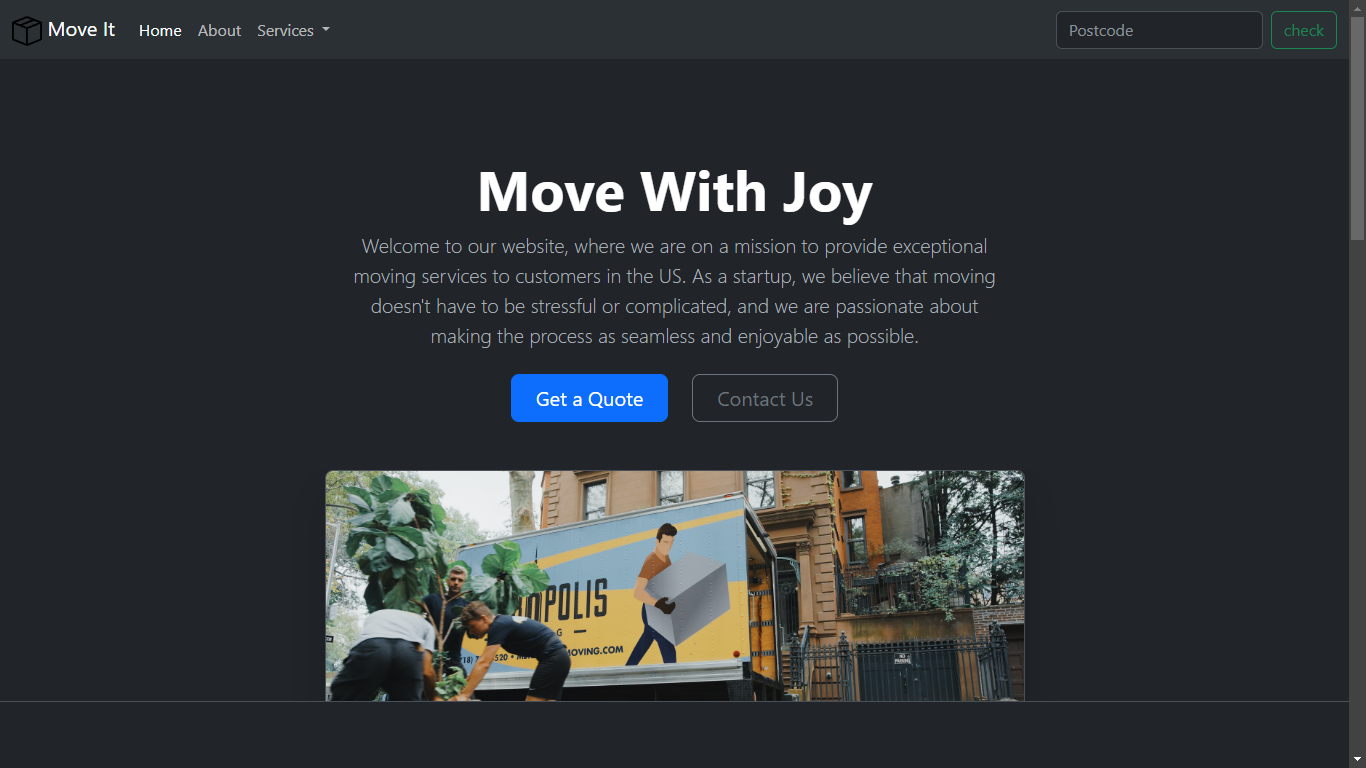 Move It
Home
About
Services
Postcode
check
Move With Joy
Welcome to our website, where we are on a mission to provide exceptional
moving services to customers in the US. As a startup, we believe that moving
doesn't have to be stressful or complicated, and we are passionate about
making the process as seamless and enjoyable as possible.
Get a Quote
Contact Us
OPOLIS
MOVING.COM
NO
PARKING